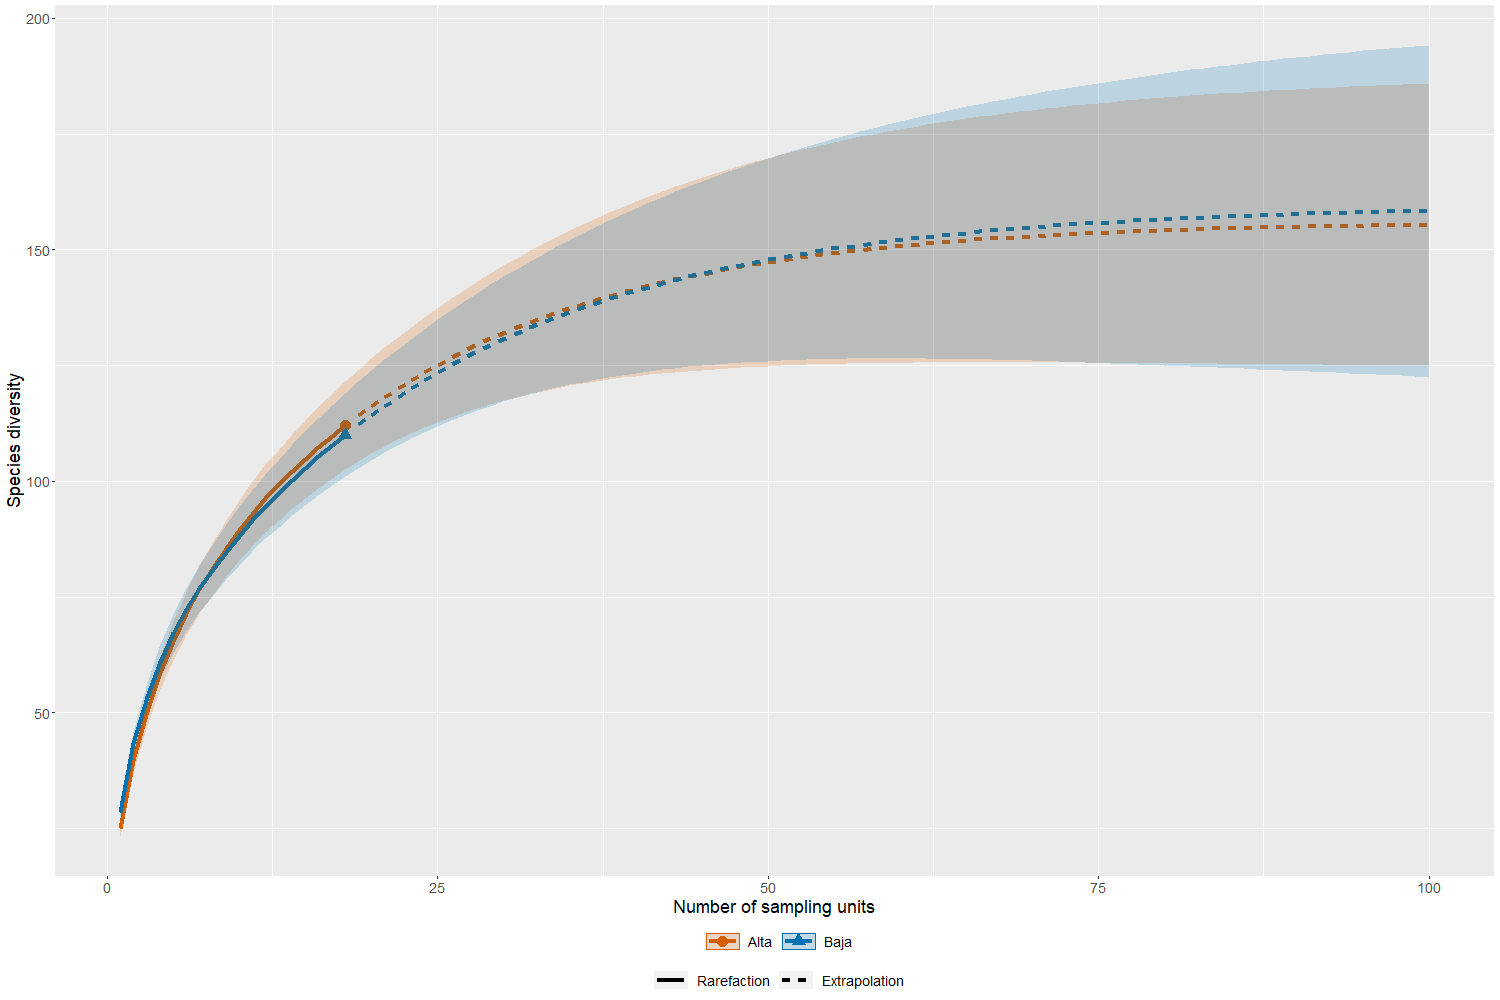 200
150
100
50
Species diversity
0 25 50 75 100
Number of sampling units
Alta Baja
Rarefaction Extrapolation